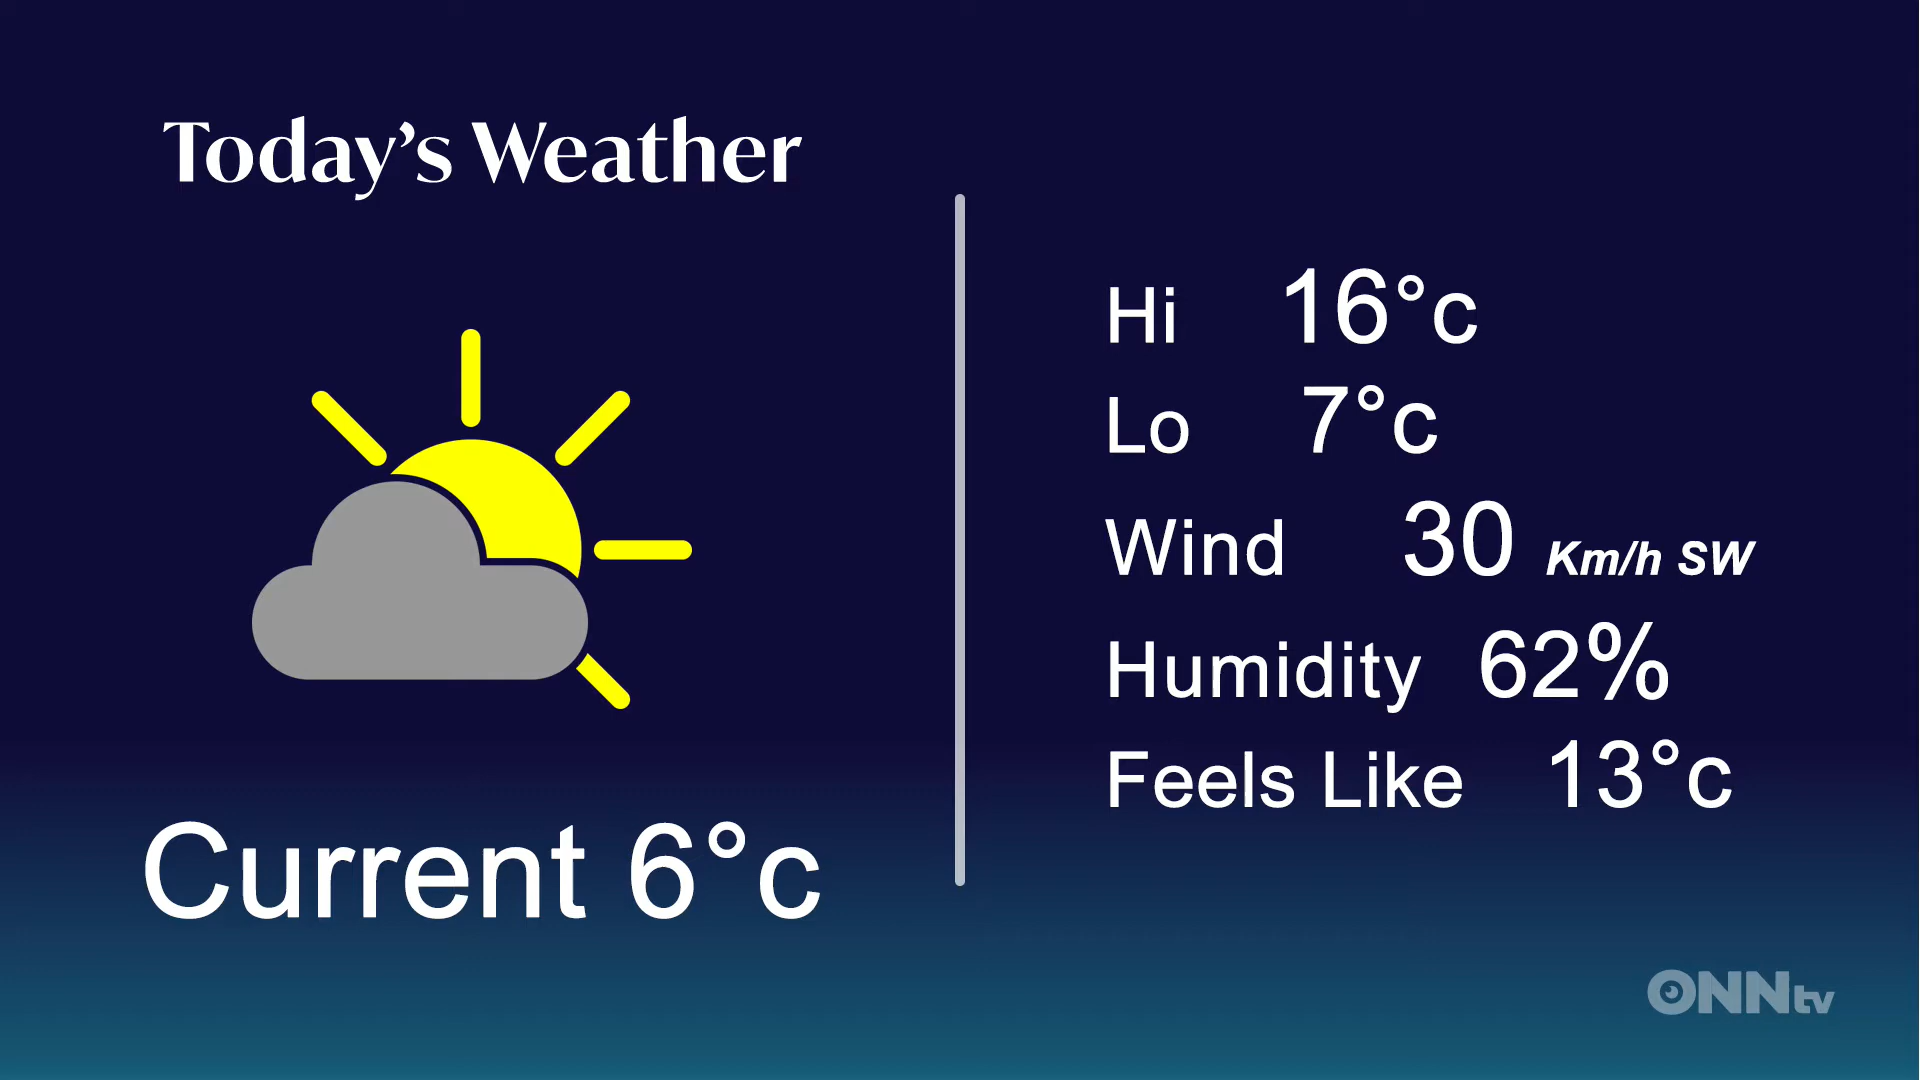 Today’s Weather
Current 6°c
Hi 16°c
Lo 7°c
Wind 30 Km/h SW
Humidity 62%
Feels Like 13°c
ONNtv